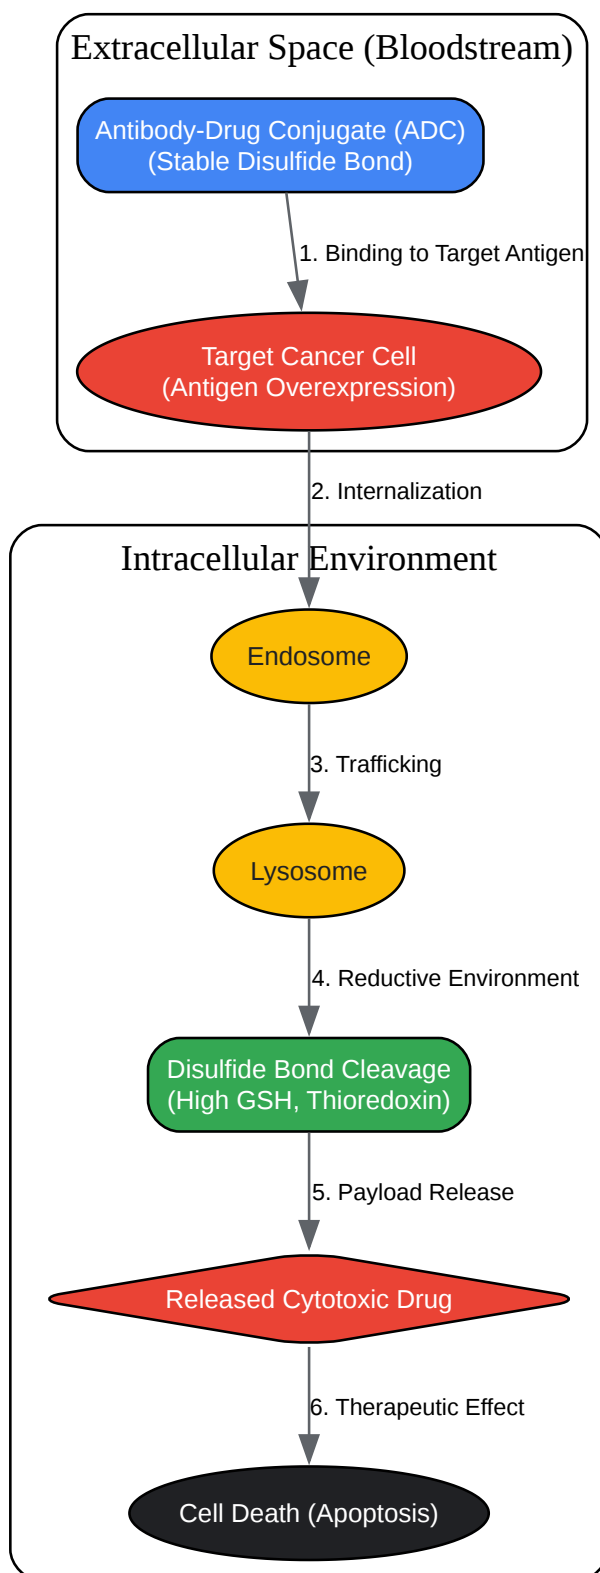 Extracellular Space (Bloodstream)
Antibody-Drug Conjugate (ADC)
(Stable Disulfide Bond)
1. Binding to Target Antigen
Target Cancer Cell
(Antigen Overexpression)
2. Internalization
Intracellular Environment
Endosome
3. Trafficking
Lysosome
4. Reductive Environment
Disulfide Bond Cleavage
(High GSH, Thioredoxin)
5. Payload Release
Released Cytotoxic Drug
6. Therapeutic Effect
Cell Death (Apoptosis)